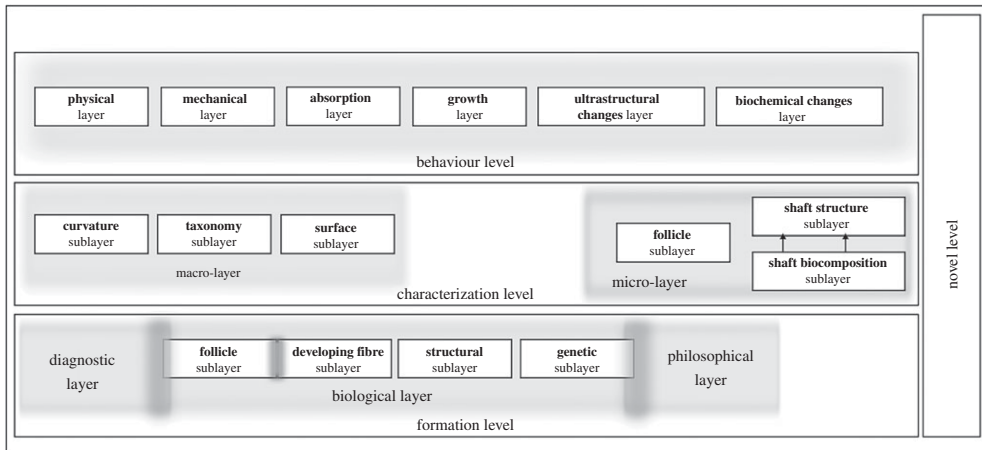 physical
layer
mechanical
layer
absorption
layer
growth
layer
ultrastructural
changes layer
biochemical changes
layer
behaviour level
curvature
sublayer
taxonomy
sublayer
surface
sublayer
macro-layer
follicle
sublayer
micro-layer
shaft structure
sublayer
shaft biocomposition
sublayer
characterization level
diagnostic
layer
follicle
sublayer
developing fibre
sublayer
structural
sublayer
genetic
sublayer
biological layer
philosophical
layer
formation level
novel level